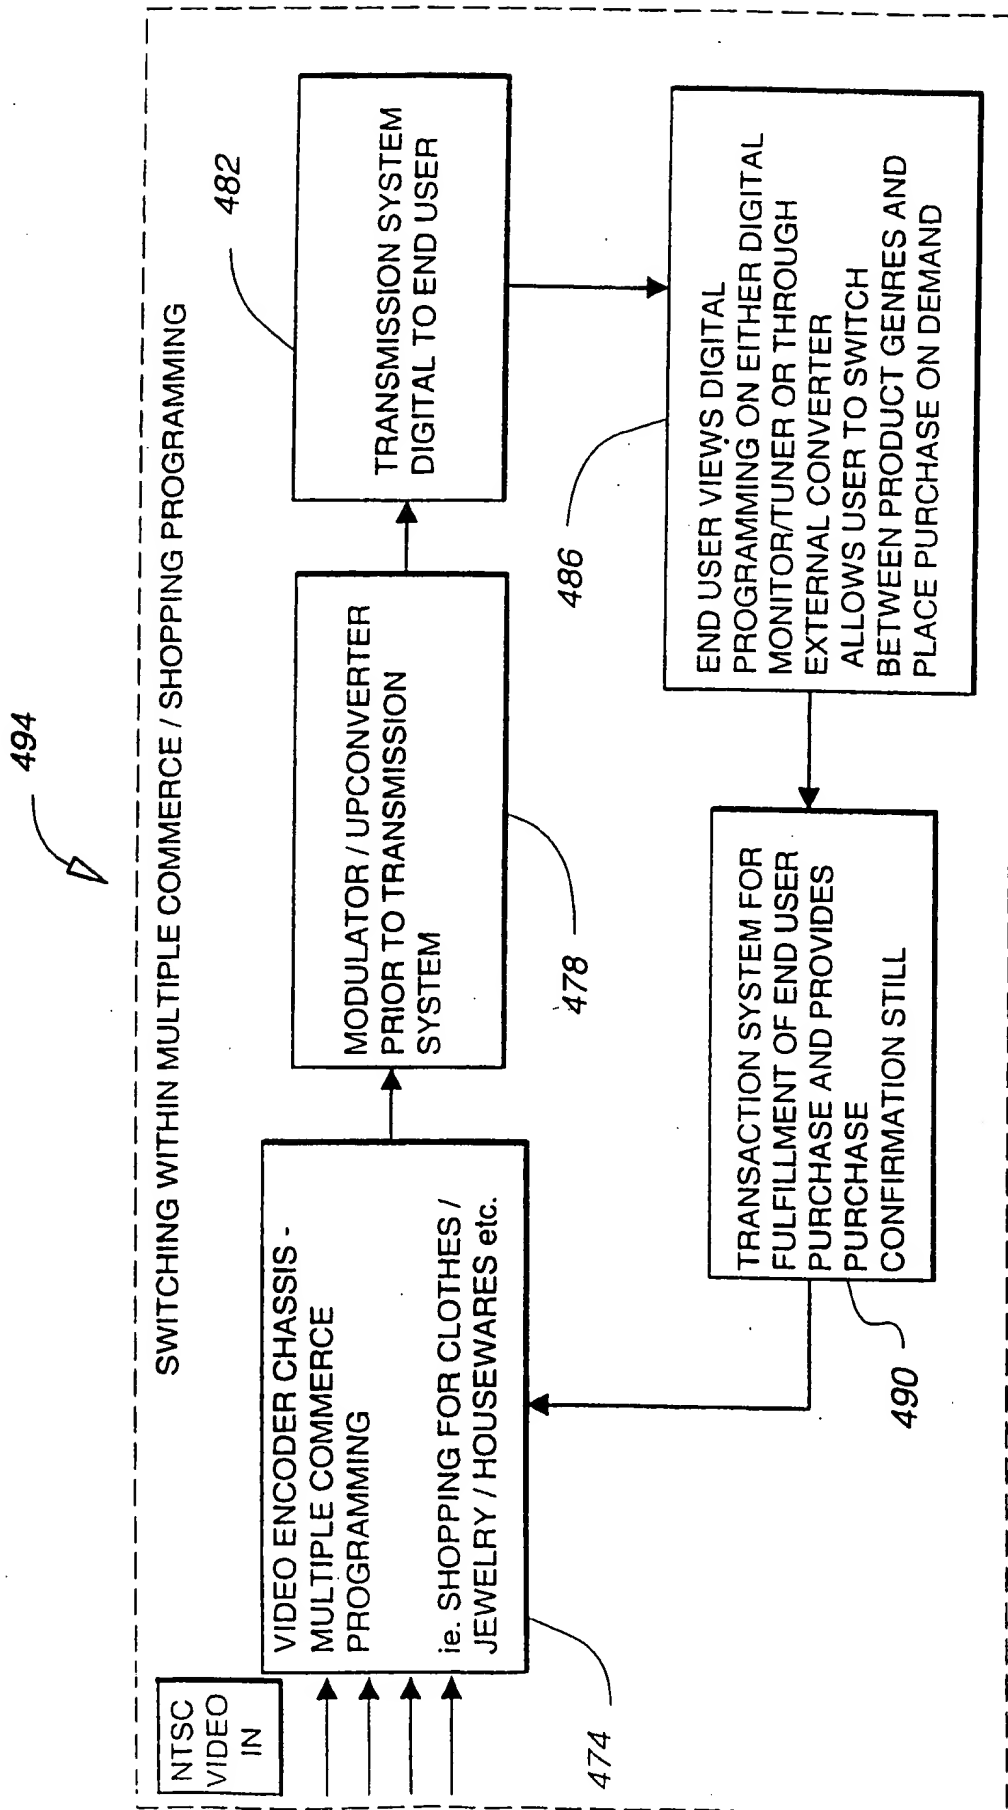 494
SWITCHING WITHIN MULTIPLE COMMERCE / SHOPPING PROGRAMMING
NTSC
VIDEO
IN
VIDEO ENCODER CHASSIS -
MULTIPLE COMMERCE
PROGRAMMING
ie. SHOPPING FOR CLOTHES /
JEWELRY / HOUSEWARES etc.
474
MODULATOR / UPCONVERTER
PRIOR TO TRANSMISSION
SYSTEM
478
TRANSMISSION SYSTEM
DIGITAL TO END USER
482
END USER VIEWS DIGITAL
PROGRAMMING ON EITHER DIGITAL
MONITOR/TUNER OR THROUGH
EXTERNAL CONVERTER
ALLOWS USER TO SWITCH
BETWEEN PRODUCT GENRES AND
PLACE PURCHASE ON DEMAND
486
TRANSACTION SYSTEM FOR
FULFILLMENT OF END USER
PURCHASE AND PROVIDES
PURCHASE
CONFIRMATION STILL
490